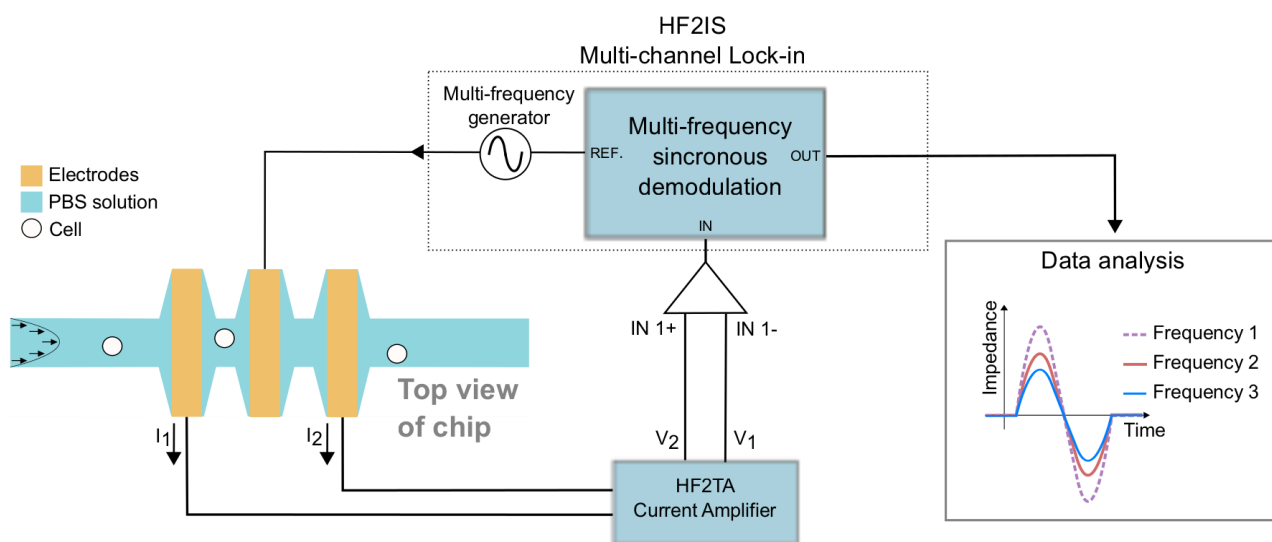 HF2IS
Multi-channel Lock-in
Multi-frequency
generator
REF.
Multi-frequency
sincronous
demodulation
OUT
IN
Electrodes
PBS solution
Cell
IN 1+
IN 1-
Top view
of chip
I1
I2
V2
V1
HF2TA
Current Amplifier
Data analysis
Impedance
Frequency 1
Frequency 2
Frequency 3
Time